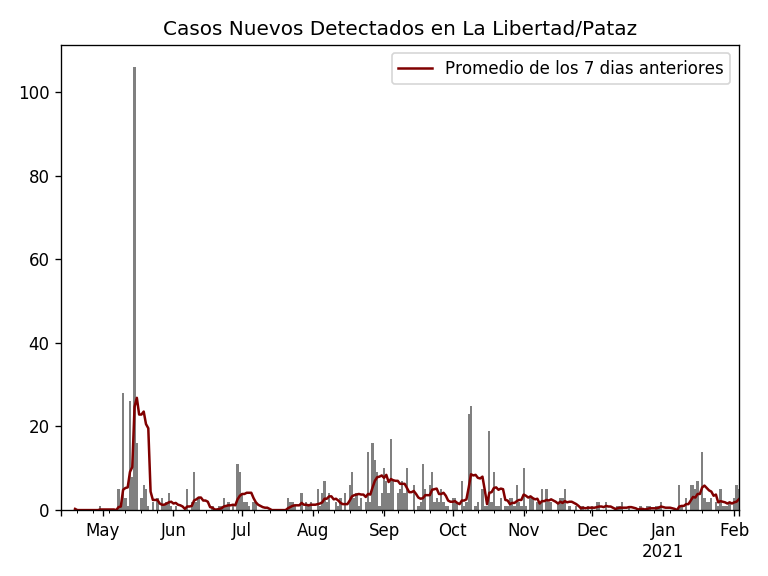 Casos Nuevos Detectados en La Libertad/Pataz
Promedio de los 7 dias anteriores
100
80
60
40
20
0
May Jun Jul Aug Sep Oct Nov Dec Jan Feb
2021